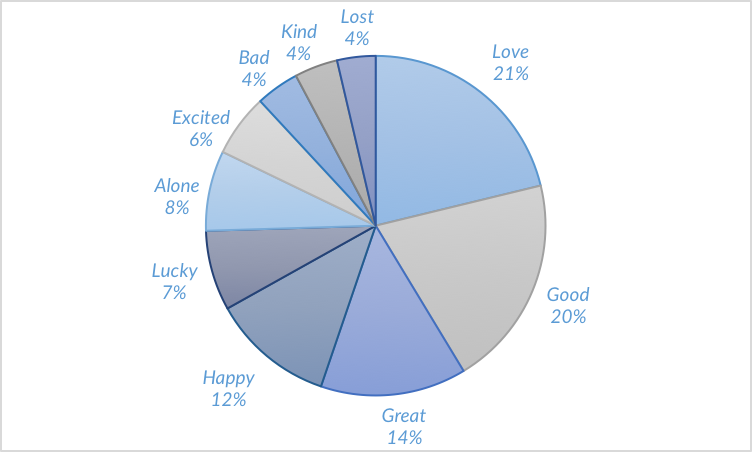 Love
21%
Good
20%
Great
14%
Happy
12%
Lucky
7%
Alone
8%
Excited
6%
Bad
4%
Kind
4%
Lost
4%